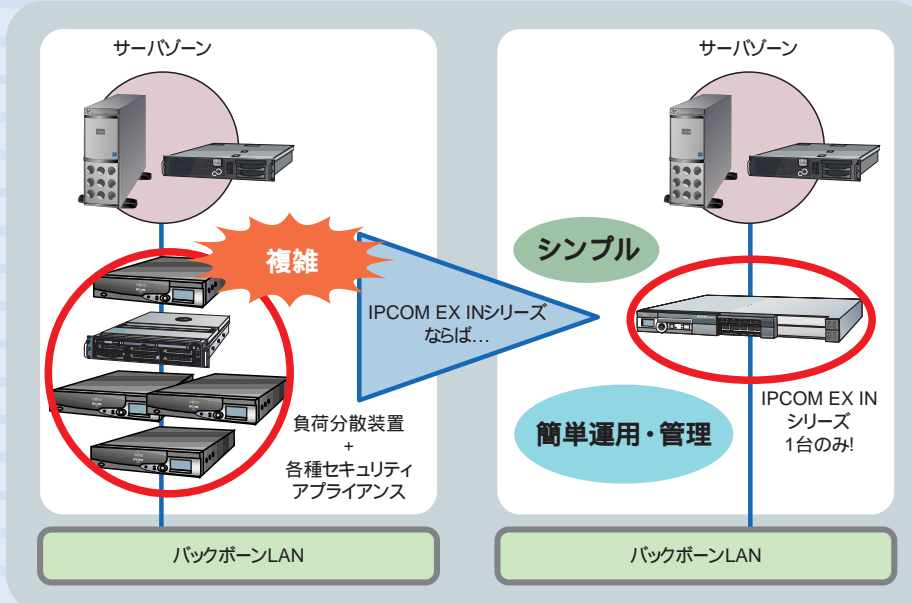 サーバゾーン
複雑
負荷分散装置
+
各種セキュリティ
アプライアンス
バックボーンLAN
IPCOM EX INシリーズ
ならば…
サーバゾーン
シンプル
簡単運用・管理
IPCOM EX IN
シリーズ
1台のみ!
バックボーンLAN